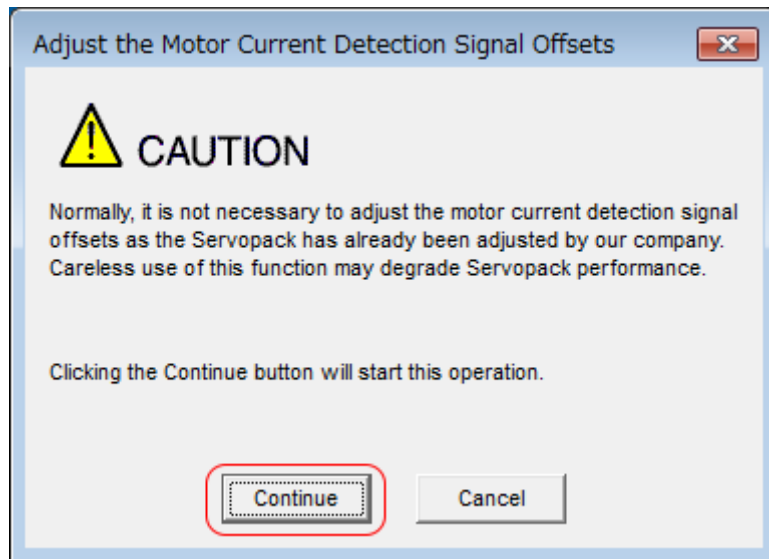 Adjust the Motor Current Detection Signal Offsets
CAUTION
Normally, it is not necessary to adjust the motor current detection signal
offsets as the Servopack has already been adjusted by our company.
Careless use of this function may degrade Servopack performance.
Clicking the Continue button will start this operation.
Continue
Cancel